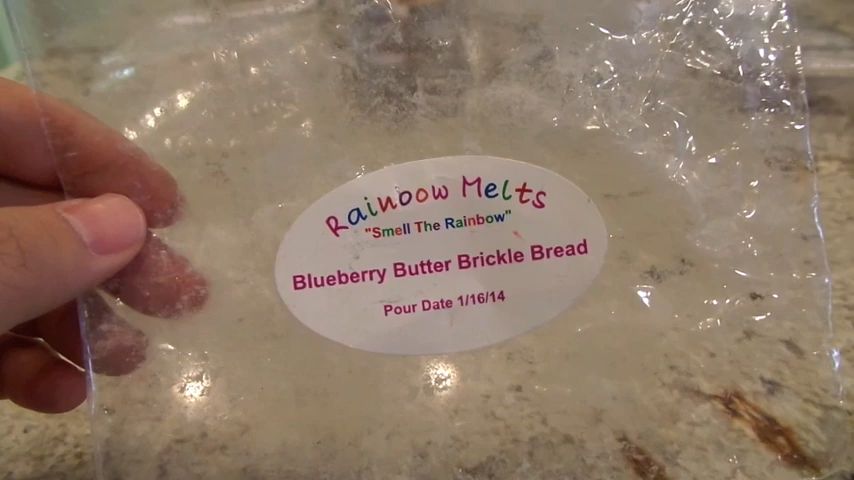 Rainbow Melts
"Smell The Rainbow"
Blueberry Butter Brickle Bread
Pour Date 1/16/14